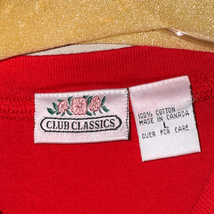 CLUB CLASSICS
100% COTTON
MADE IN CANADA
L
OVER FOR CARE